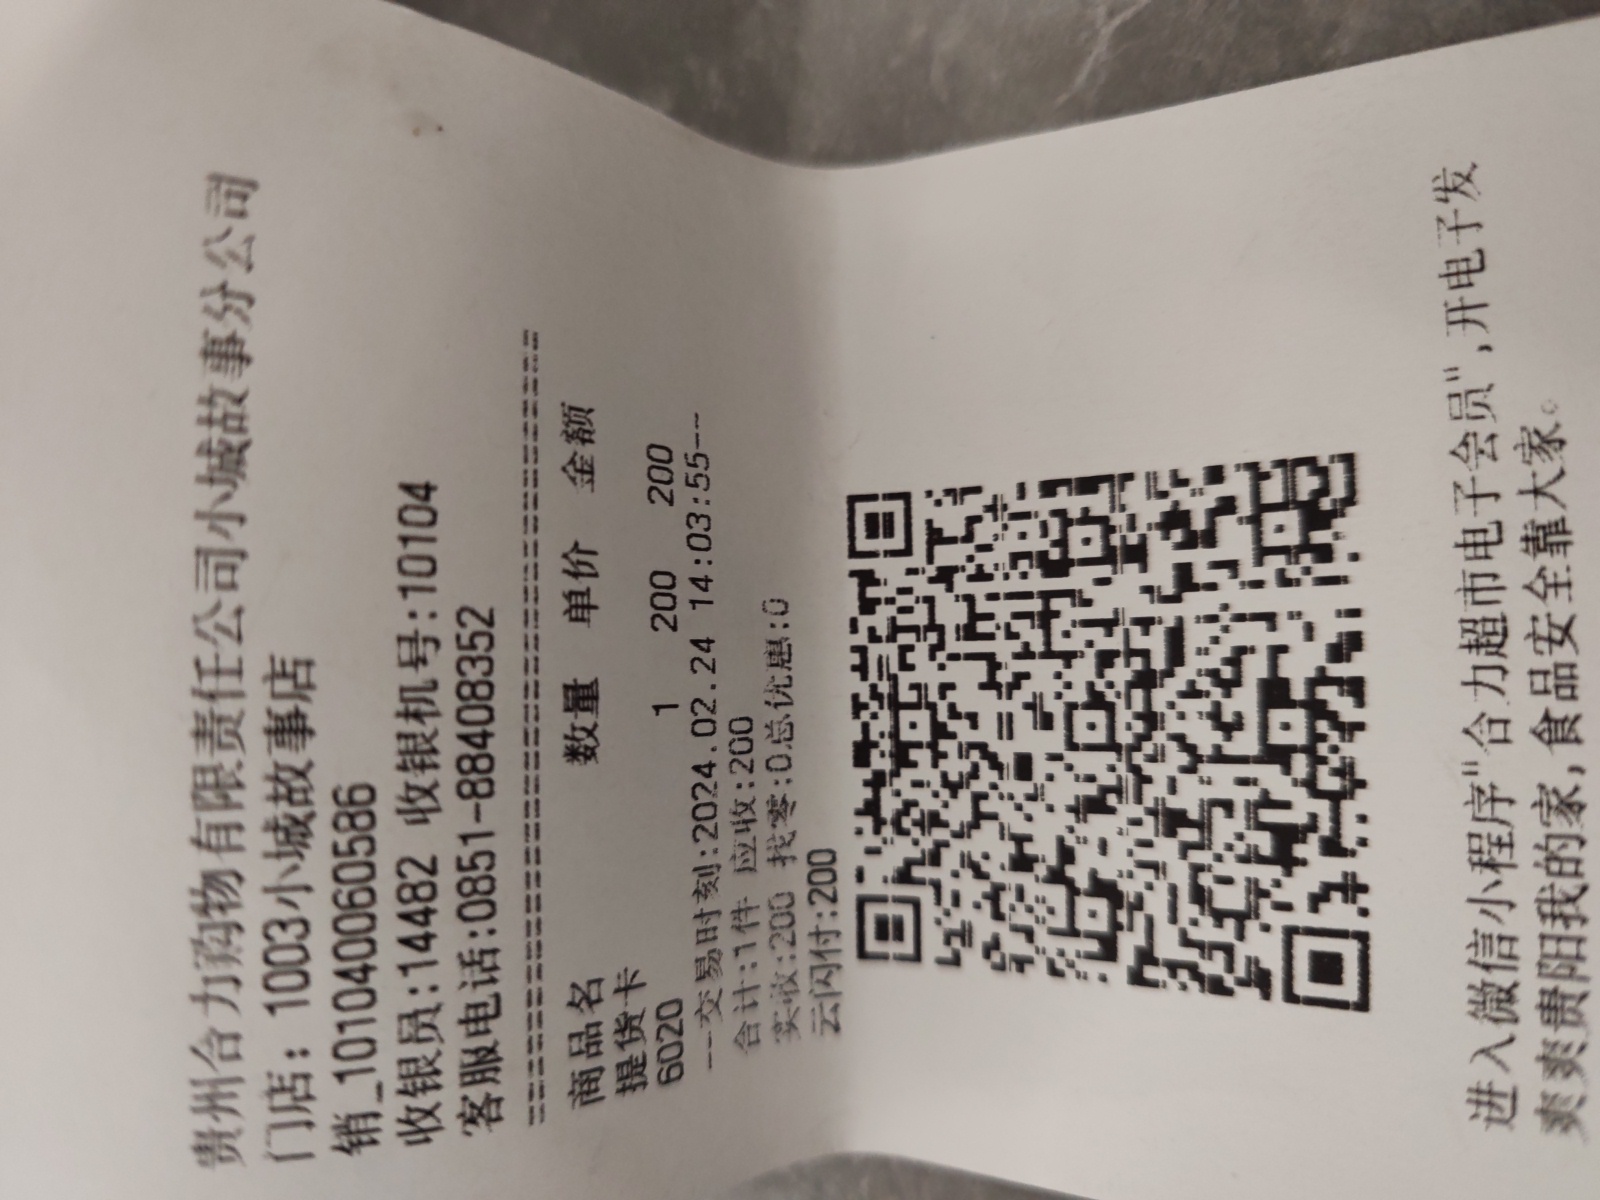 贵州合力购物有限责任公司小城故事分公司
门店：1003小城故事店
销_101040060586
收银员:14482 收银机号:10104
客服电话:0851-88408352
================================
商品名 数量 单价 金额
提货卡
6020 1 200 200
--交易时刻:2024.02.24 14:03:55--
合计:1件 应收:200
实收:200 找零:0总优惠:0
云闪付:200
进入微信小程序"合力超市电子会员",开电子发
爽爽贵阳我的家,食品安全靠大家。